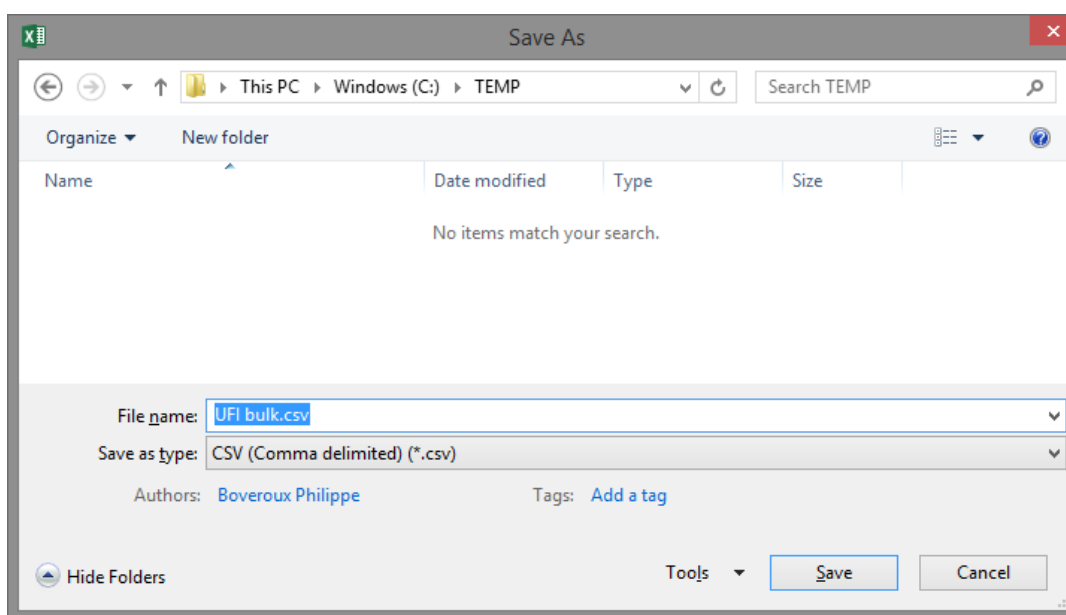 Save As
This PC Windows (C:) TEMP Search TEMP
Organize New folder
Name Date modified Type Size
No items match your search.
File name: UFI bulk.csv
Save as type: CSV (Comma delimited) (*.csv)
Authors: Boveroux Philippe Tags: Add a tag
Hide Folders Tools Save Cancel